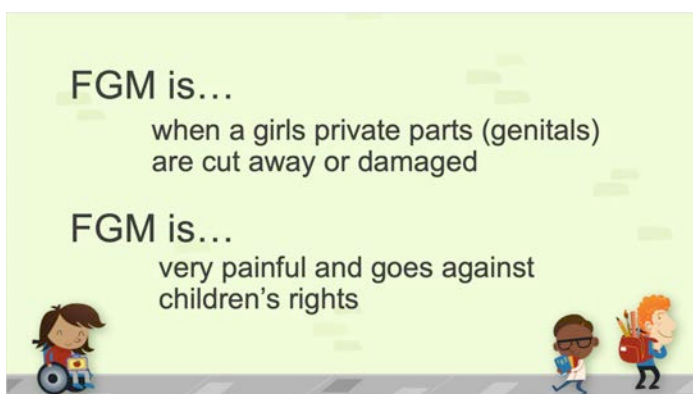 FGM is…
when a girls private parts (genitals)
are cut away or damaged
FGM is…
very painful and goes against
children’s rights